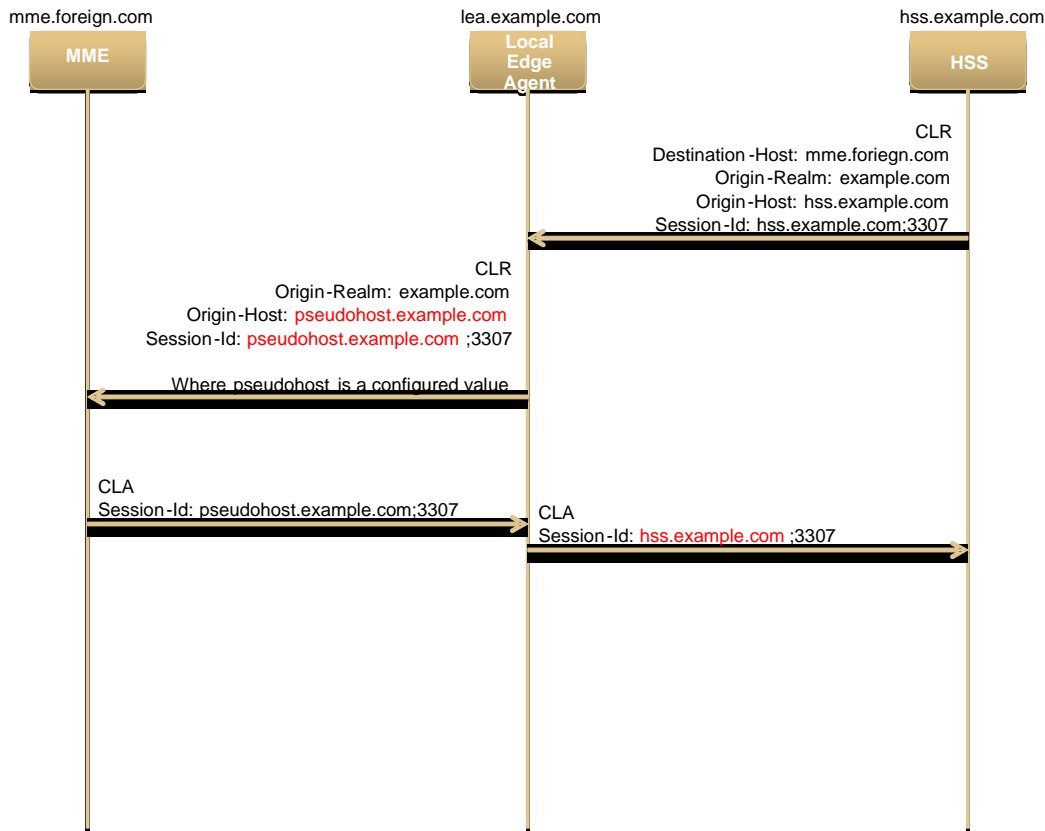 mme.foreign.com
lea.example.com
hss.example.com
MME
Local
Edge
Agent
HSS
CLR
Destination-Host: mme.foriegn.com
Origin-Realm: example.com
Origin-Host: hss.example.com
Session-Id: hss.example.com;3307
CLR
Origin-Realm: example.com
Origin-Host: pseudohost.example.com
Session-Id: pseudohost.example.com ;3307
Where pseudohost is a configured value
CLA
Session-Id: pseudohost.example.com;3307
CLA
Session-Id: hss.example.com ;3307